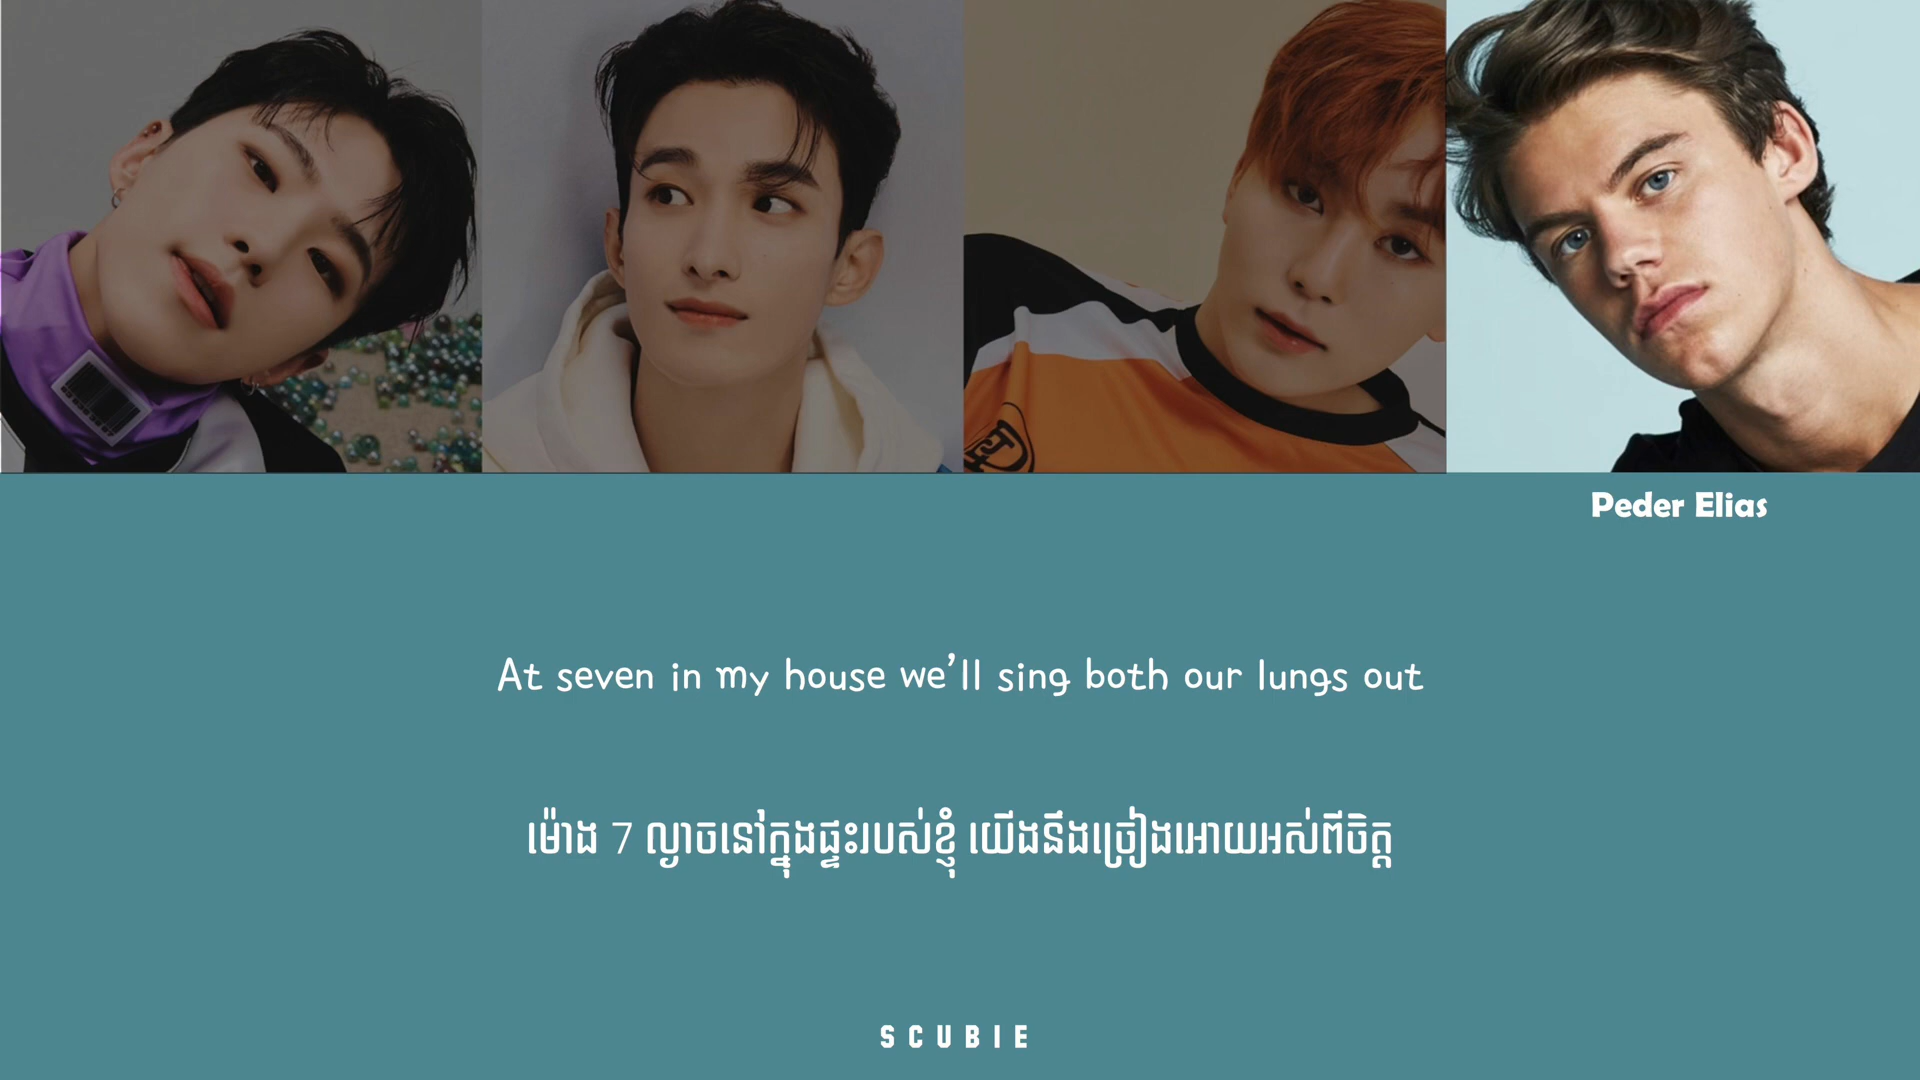 Peder Elias
At seven in my house we'll sing both our lungs out
ម៉ោង 7 ល្ងាចនៅក្នុងផ្ទះរបស់ខ្ញុំ យើងនឹងច្រៀងអោយអស់ពីចិត្ត
SCUBIE